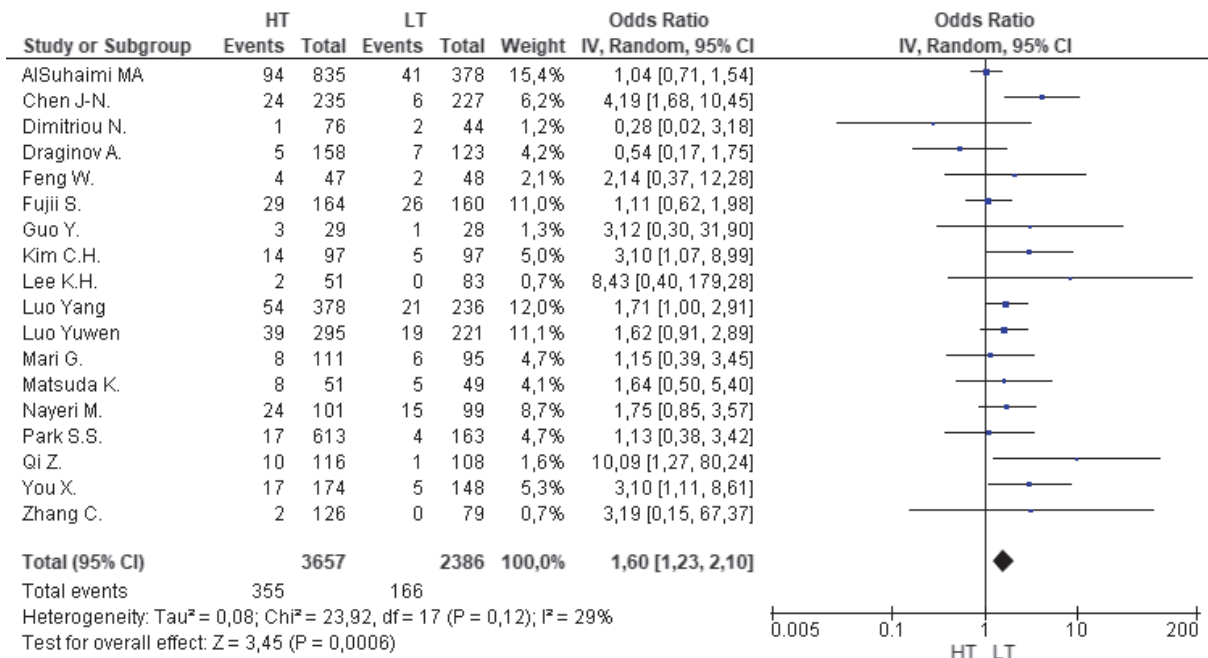 HT LT Odds Ratio Odds Ratio
Study or Subgroup Events Total Events Total Weight IV, Random, 95% CI IV, Random, 95% CI
AlSuhaimi MA 94 835 41 378 15,4% 1,04 [0,71, 1,54]
Chen J-N. 24 235 6 227 6,2% 4,19 [1,68, 10,45]
Dimitriou N. 1 76 2 44 1,2% 0,28 [0,02, 3,18]
Draginov A. 5 158 7 123 4,2% 0,54 [0,17, 1,75]
Feng W. 4 47 2 48 2,1% 2,14 [0,37, 12,28]
Fujii S. 29 164 26 160 11,0% 1,11 [0,62, 1,98]
Guo Y. 3 29 1 28 1,3% 3,12 [0,30, 31,90]
Kim C.H. 14 97 5 97 5,0% 3,10 [1,07, 8,99]
Lee K.H. 2 51 0 83 0,7% 8,43 [0,40, 179,28]
Luo Yang 54 378 21 236 12,0% 1,71 [1,00, 2,91]
Luo Yuwen 39 295 19 221 11,1% 1,62 [0,91, 2,89]
Mari G. 8 111 6 95 4,7% 1,15 [0,39, 3,45]
Matsuda K. 8 51 5 49 4,1% 1,64 [0,50, 5,40]
Nayeri M. 24 101 15 99 8,7% 1,75 [0,85, 3,57]
Park S.S. 17 613 4 163 4,7% 1,13 [0,38, 3,42]
Qi Z. 10 116 1 108 1,6% 10,09 [1,27, 80,24]
You X. 17 174 5 148 5,3% 3,10 [1,11, 8,61]
Zhang C. 2 126 0 79 0,7% 3,19 [0,15, 67,37]
Total (95% CI) 3657 2386 100,0% 1,60 [1,23, 2,10]
Total events 355 166
Heterogeneity: Tau² = 0,08; Chi² = 23,92, df = 17 (P = 0,12); I² = 29%
Test for overall effect: Z = 3,45 (P = 0,0006)
0.005 0.1 1 10 200
HT LT